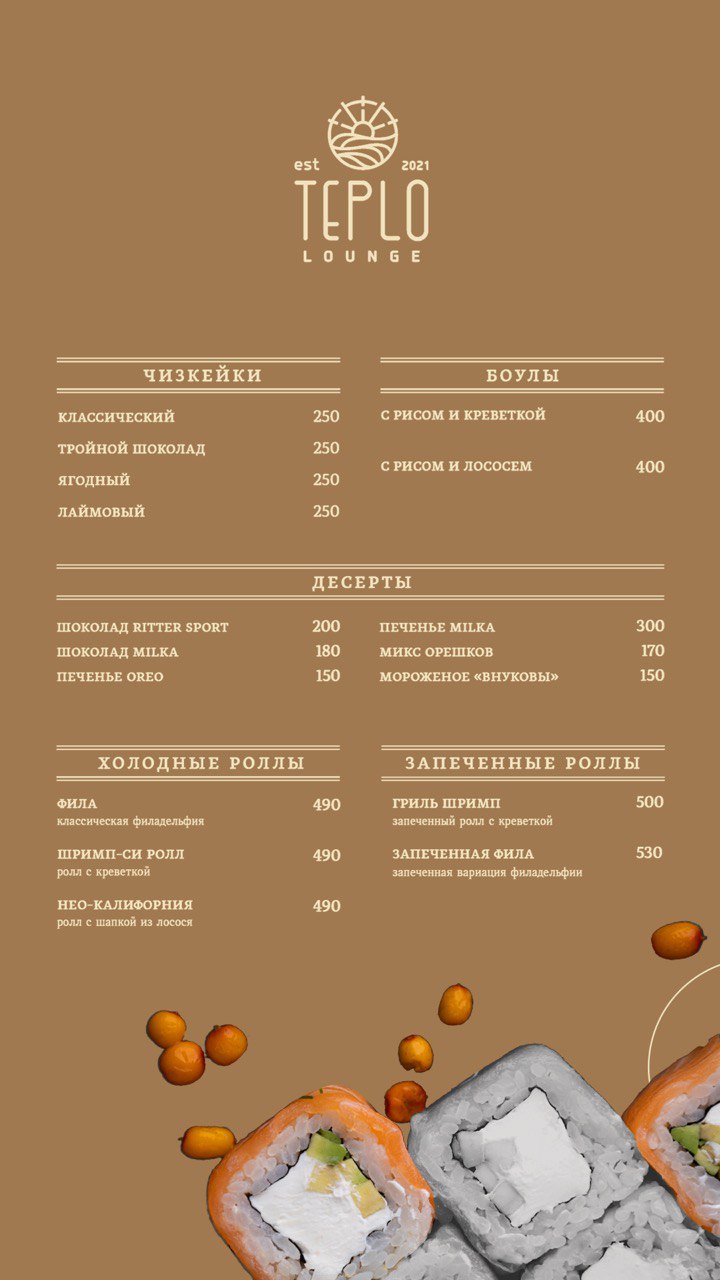 est 2021
TEPLO
LOUNGE
ЧИЗКЕЙКИ
КЛАССИЧЕСКИЙ 250
ТРОЙНОЙ ШОКОЛАД 250
ЯГОДНЫЙ 250
ЛАЙМОВЫЙ 250
БОУЛЫ
С РИСОМ И КРЕВЕТКОЙ 400
С РИСОМ И ЛОСОСЕМ 400
ДЕСЕРТЫ
ШОКОЛАД RITTER SPORT 200
ШОКОЛАД MILKA 180
ПЕЧЕНЬЕ OREO 150
ПЕЧЕНЬЕ MILKA 300
МИКС ОРЕШКОВ 170
МОРОЖЕНОЕ «ВНУКОВЫ» 150
ХОЛОДНЫЕ РОЛЛЫ
ФИЛА 490
классическая филадельфия
ШРИМП-СИ РОЛЛ 490
ролл с креветкой
НЕО-КАЛИФОРНИЯ 490
ролл с шапкой из лосося
ЗАПЕЧЕННЫЕ РОЛЛЫ
ГРИЛЬ ШРИМП 500
запеченный ролл с креветкой
ЗАПЕЧЕННАЯ ФИЛА 530
запеченная вариация филадельфии